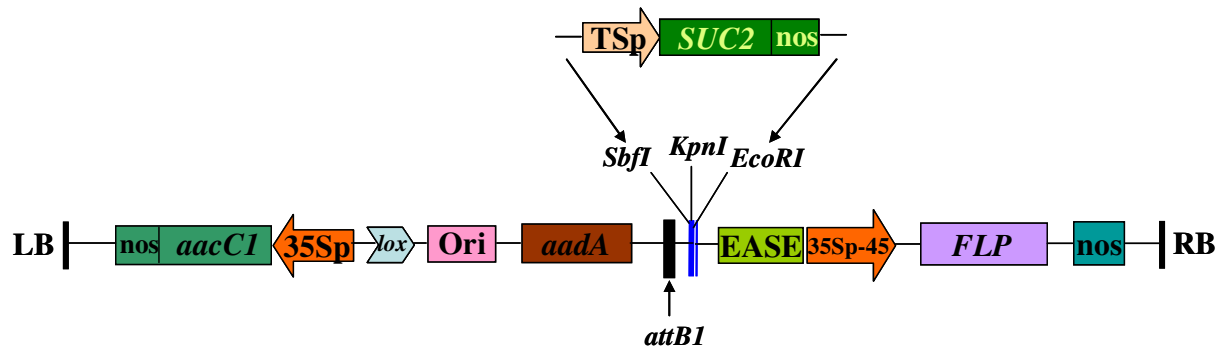 TSp SUC2 nos
SbfI KpnI EcoRI
LB nos aacC1 35Sp lox Ori aadA EASE 35Sp-45 FLP nos RB
attB1